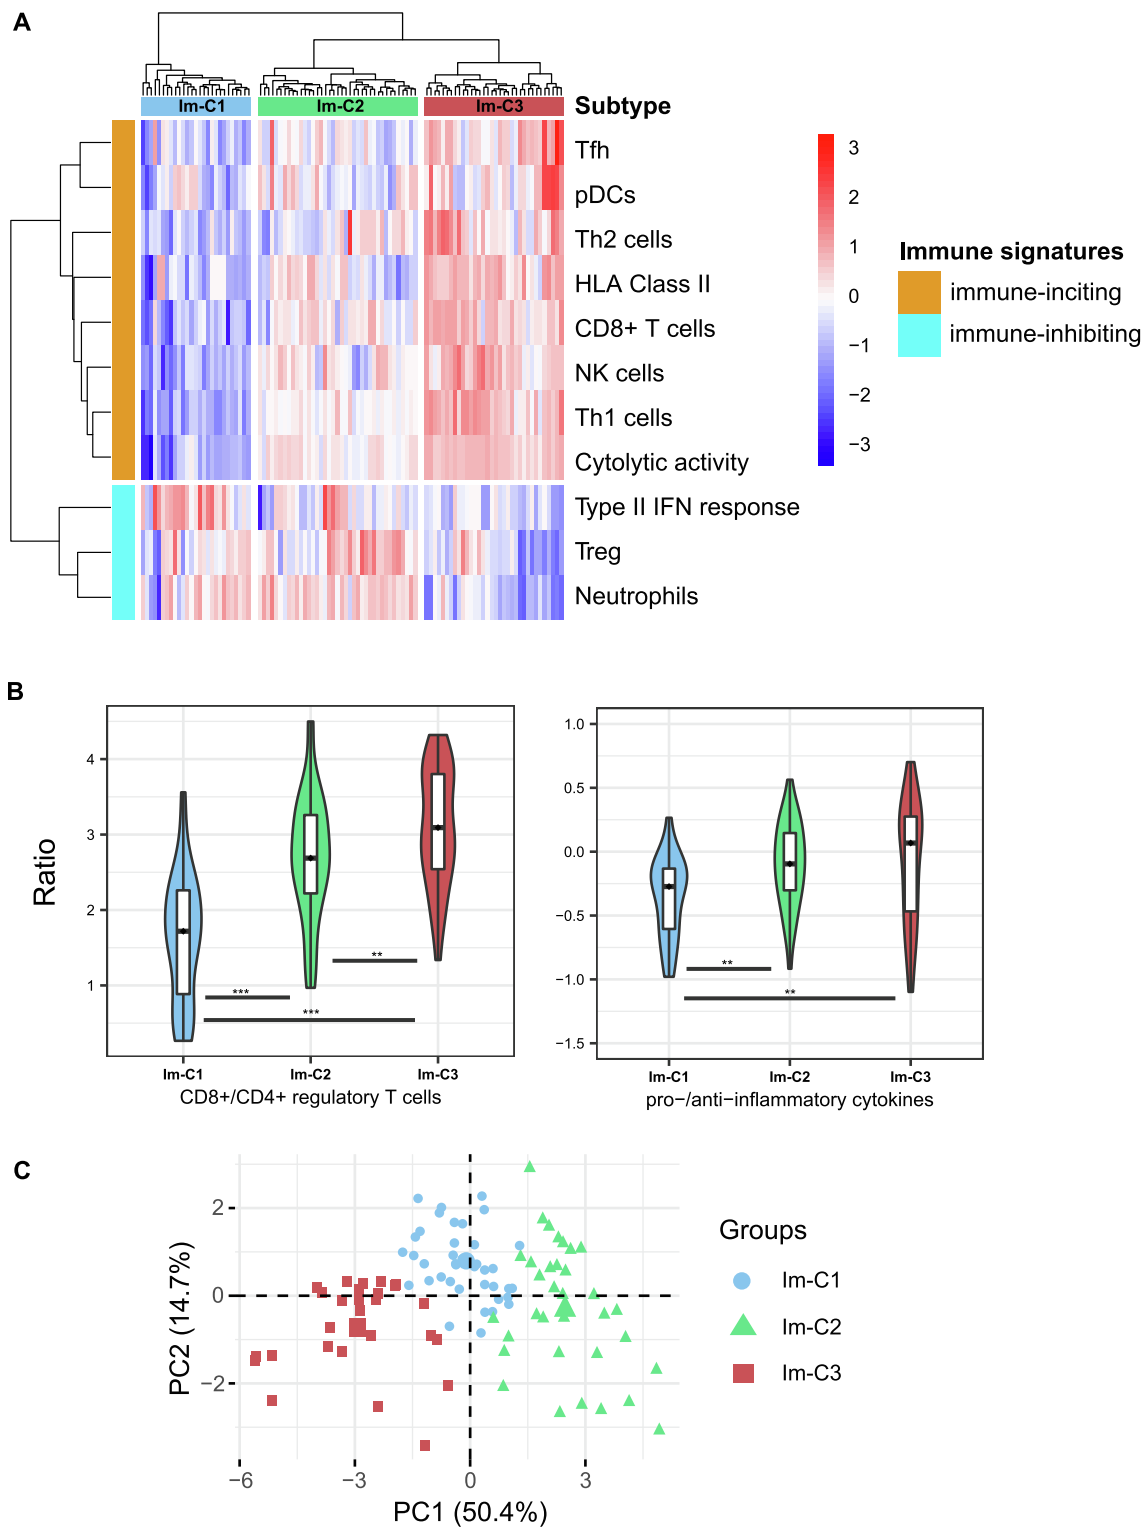 A
Im-C1
Im-C2
Im-C3
Subtype
Tfh
pDCs
Th2 cells
HLA Class II
CD8+ T cells
NK cells
Th1 cells
Cytolytic activity
Type II IFN response
Treg
Neutrophils
3
2
1
0
−1
−2
−3
Immune signatures
immune-inciting
immune-inhibiting
B
Ratio
4
3
2
1
**
***
***
Im-C1
Im-C2
Im-C3
CD8+/CD4+ regulatory T cells
1.0
0.5
0.0
−0.5
−1.0
−1.5
**
**
Im-C1
Im-C2
Im-C3
pro−/anti−inflammatory cytokines
C
PC2 (14.7%)
2
0
−2
−6
−3
0
3
PC1 (50.4%)
Groups
Im-C1
Im-C2
Im-C3